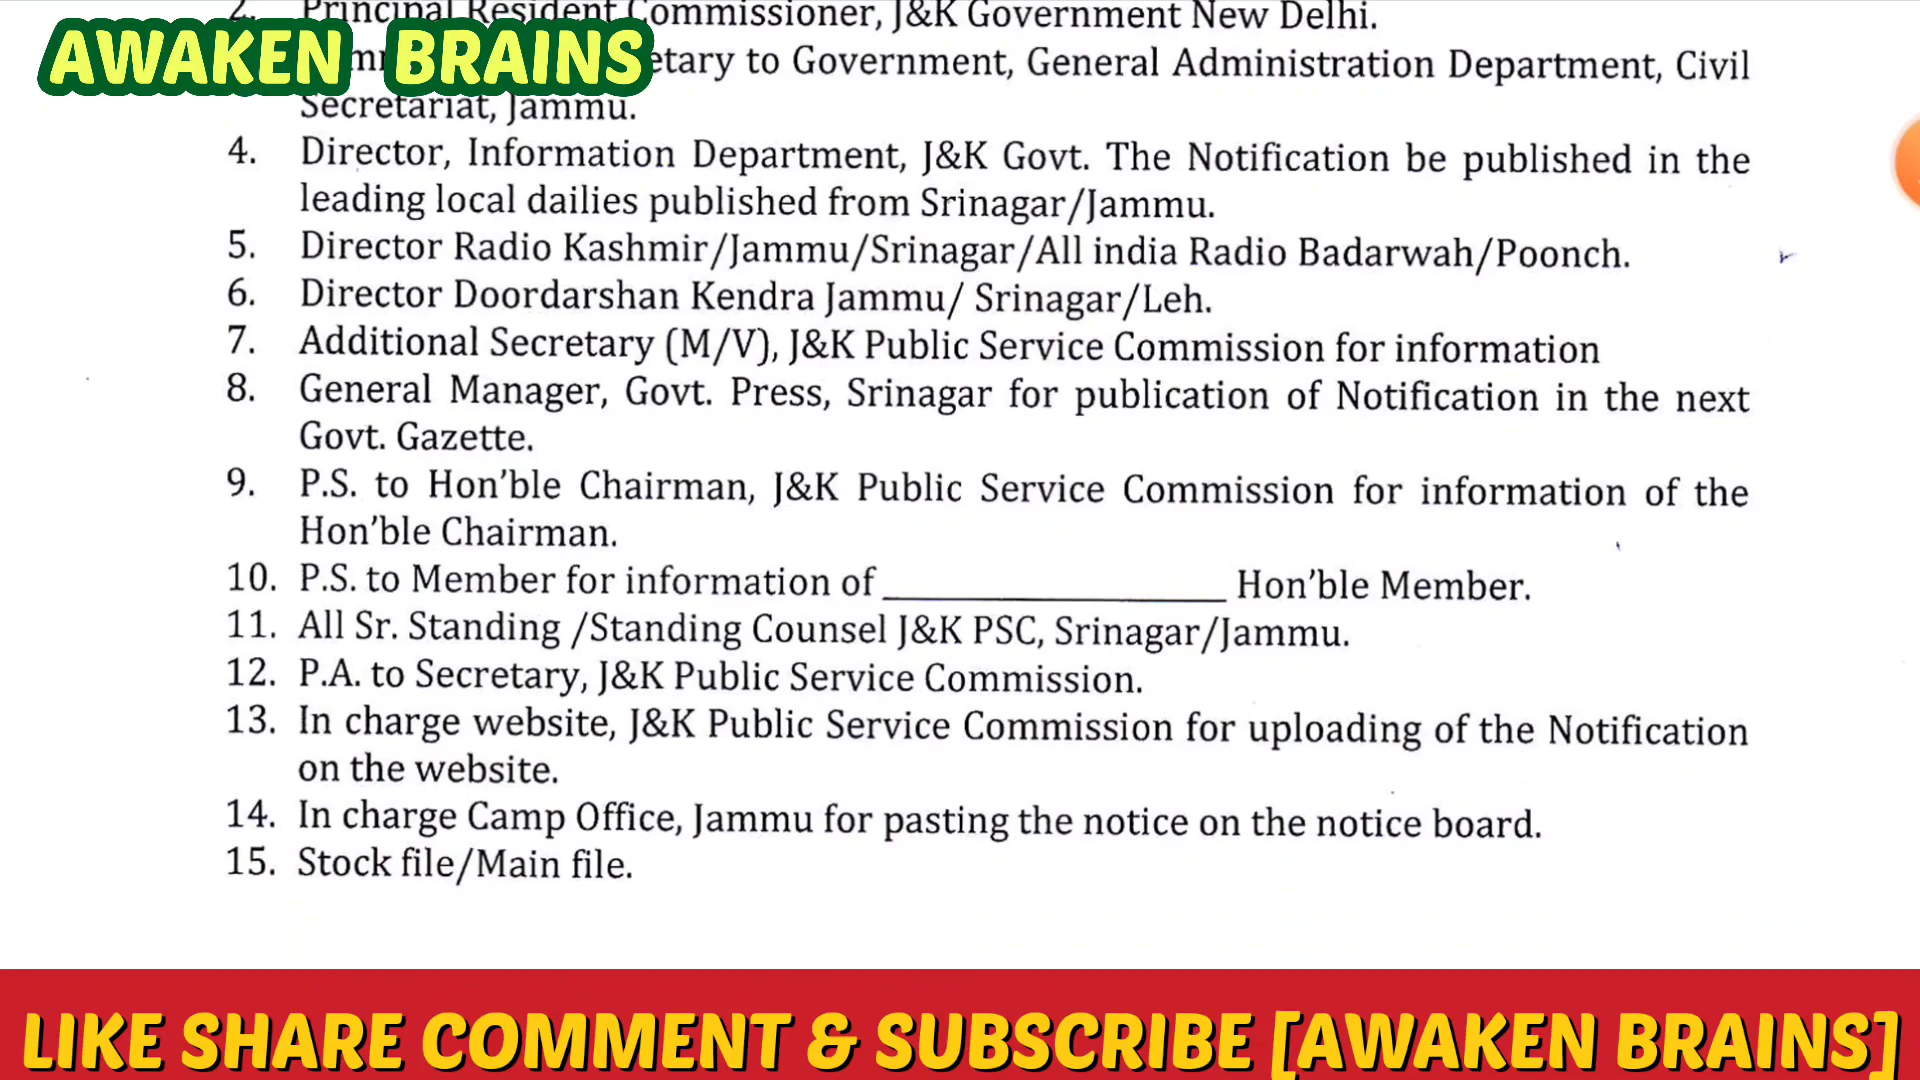 2. Principal Resident Commissioner, J&K Government New Delhi.
AWAKEN BRAINS
etary to Government, General Administration Department, Civil
Secretariat, Jammu.
4. Director, Information Department, J&K Govt. The Notification be published in the
leading local dailies published from Srinagar/Jammu.
5. Director Radio Kashmir/Jammu/Srinagar/All india Radio Badarwah/Poonch.
6. Director Doordarshan Kendra Jammu/ Srinagar/Leh.
7. Additional Secretary (M/V), J&K Public Service Commission for information
8. General Manager, Govt. Press, Srinagar for publication of Notification in the next
Govt. Gazette.
9. P.S. to Hon'ble Chairman, J&K Public Service Commission for information of the
Hon'ble Chairman.
10. P.S. to Member for information of ________________ Hon'ble Member.
11. All Sr. Standing /Standing Counsel J&K PSC, Srinagar/Jammu.
12. P.A. to Secretary, J&K Public Service Commission.
13. In charge website, J&K Public Service Commission for uploading of the Notification
on the website.
14. In charge Camp Office, Jammu for pasting the notice on the notice board.
15. Stock file/Main file.
LIKE SHARE COMMENT & SUBSCRIBE [AWAKEN BRAINS]